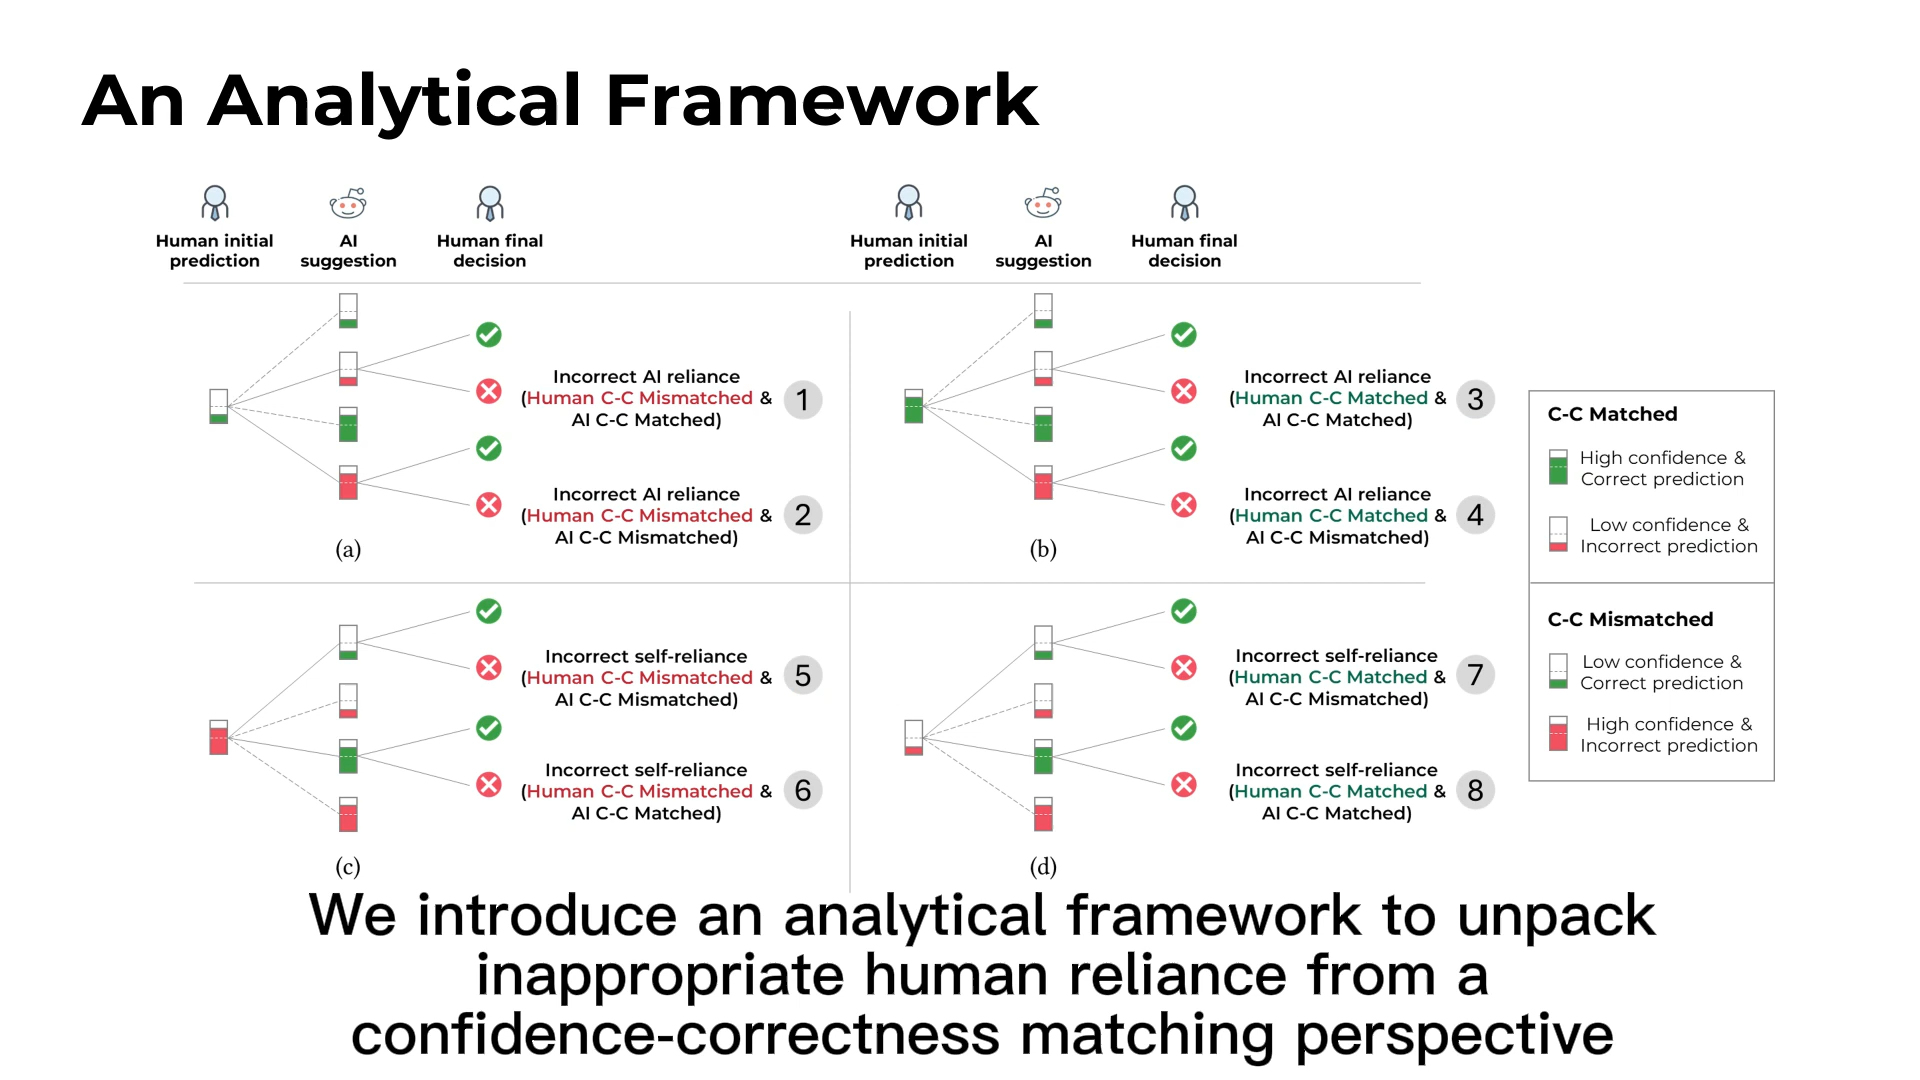 An Analytical Framework
Human initial
prediction
AI
suggestion
Human final
decision
Human initial
prediction
AI
suggestion
Human final
decision
Incorrect AI reliance
(Human C-C Mismatched &
AI C-C Matched)
1
Incorrect AI reliance
(Human C-C Mismatched &
AI C-C Mismatched)
2
(a)
Incorrect AI reliance
(Human C-C Matched &
AI C-C Matched)
3
Incorrect AI reliance
(Human C-C Matched &
AI C-C Mismatched)
4
(b)
Incorrect self-reliance
(Human C-C Mismatched &
AI C-C Mismatched)
5
Incorrect self-reliance
(Human C-C Mismatched &
AI C-C Matched)
6
(c)
Incorrect self-reliance
(Human C-C Matched &
AI C-C Mismatched)
7
Incorrect self-reliance
(Human C-C Matched &
AI C-C Matched)
8
(d)
C-C Matched
High confidence &
Correct prediction
Low confidence &
Incorrect prediction
C-C Mismatched
Low confidence &
Correct prediction
High confidence &
Incorrect prediction
We introduce an analytical framework to unpack
inappropriate human reliance from a
confidence-correctness matching perspective